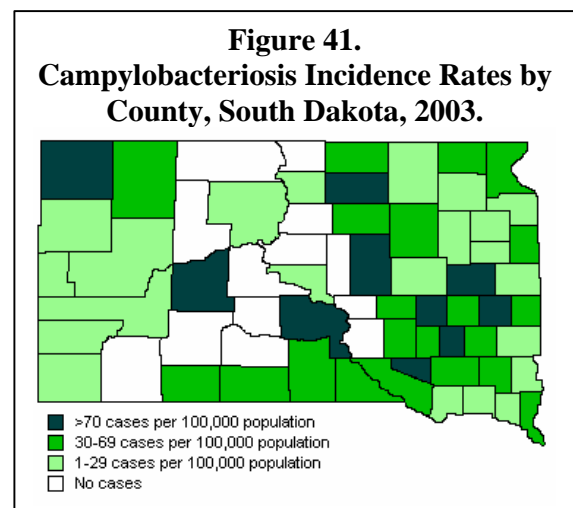 Figure 41.
Campylobacteriosis Incidence Rates by
County, South Dakota, 2003.
>70 cases per 100,000 population
30-69 cases per 100,000 population
1-29 cases per 100,000 population
No cases